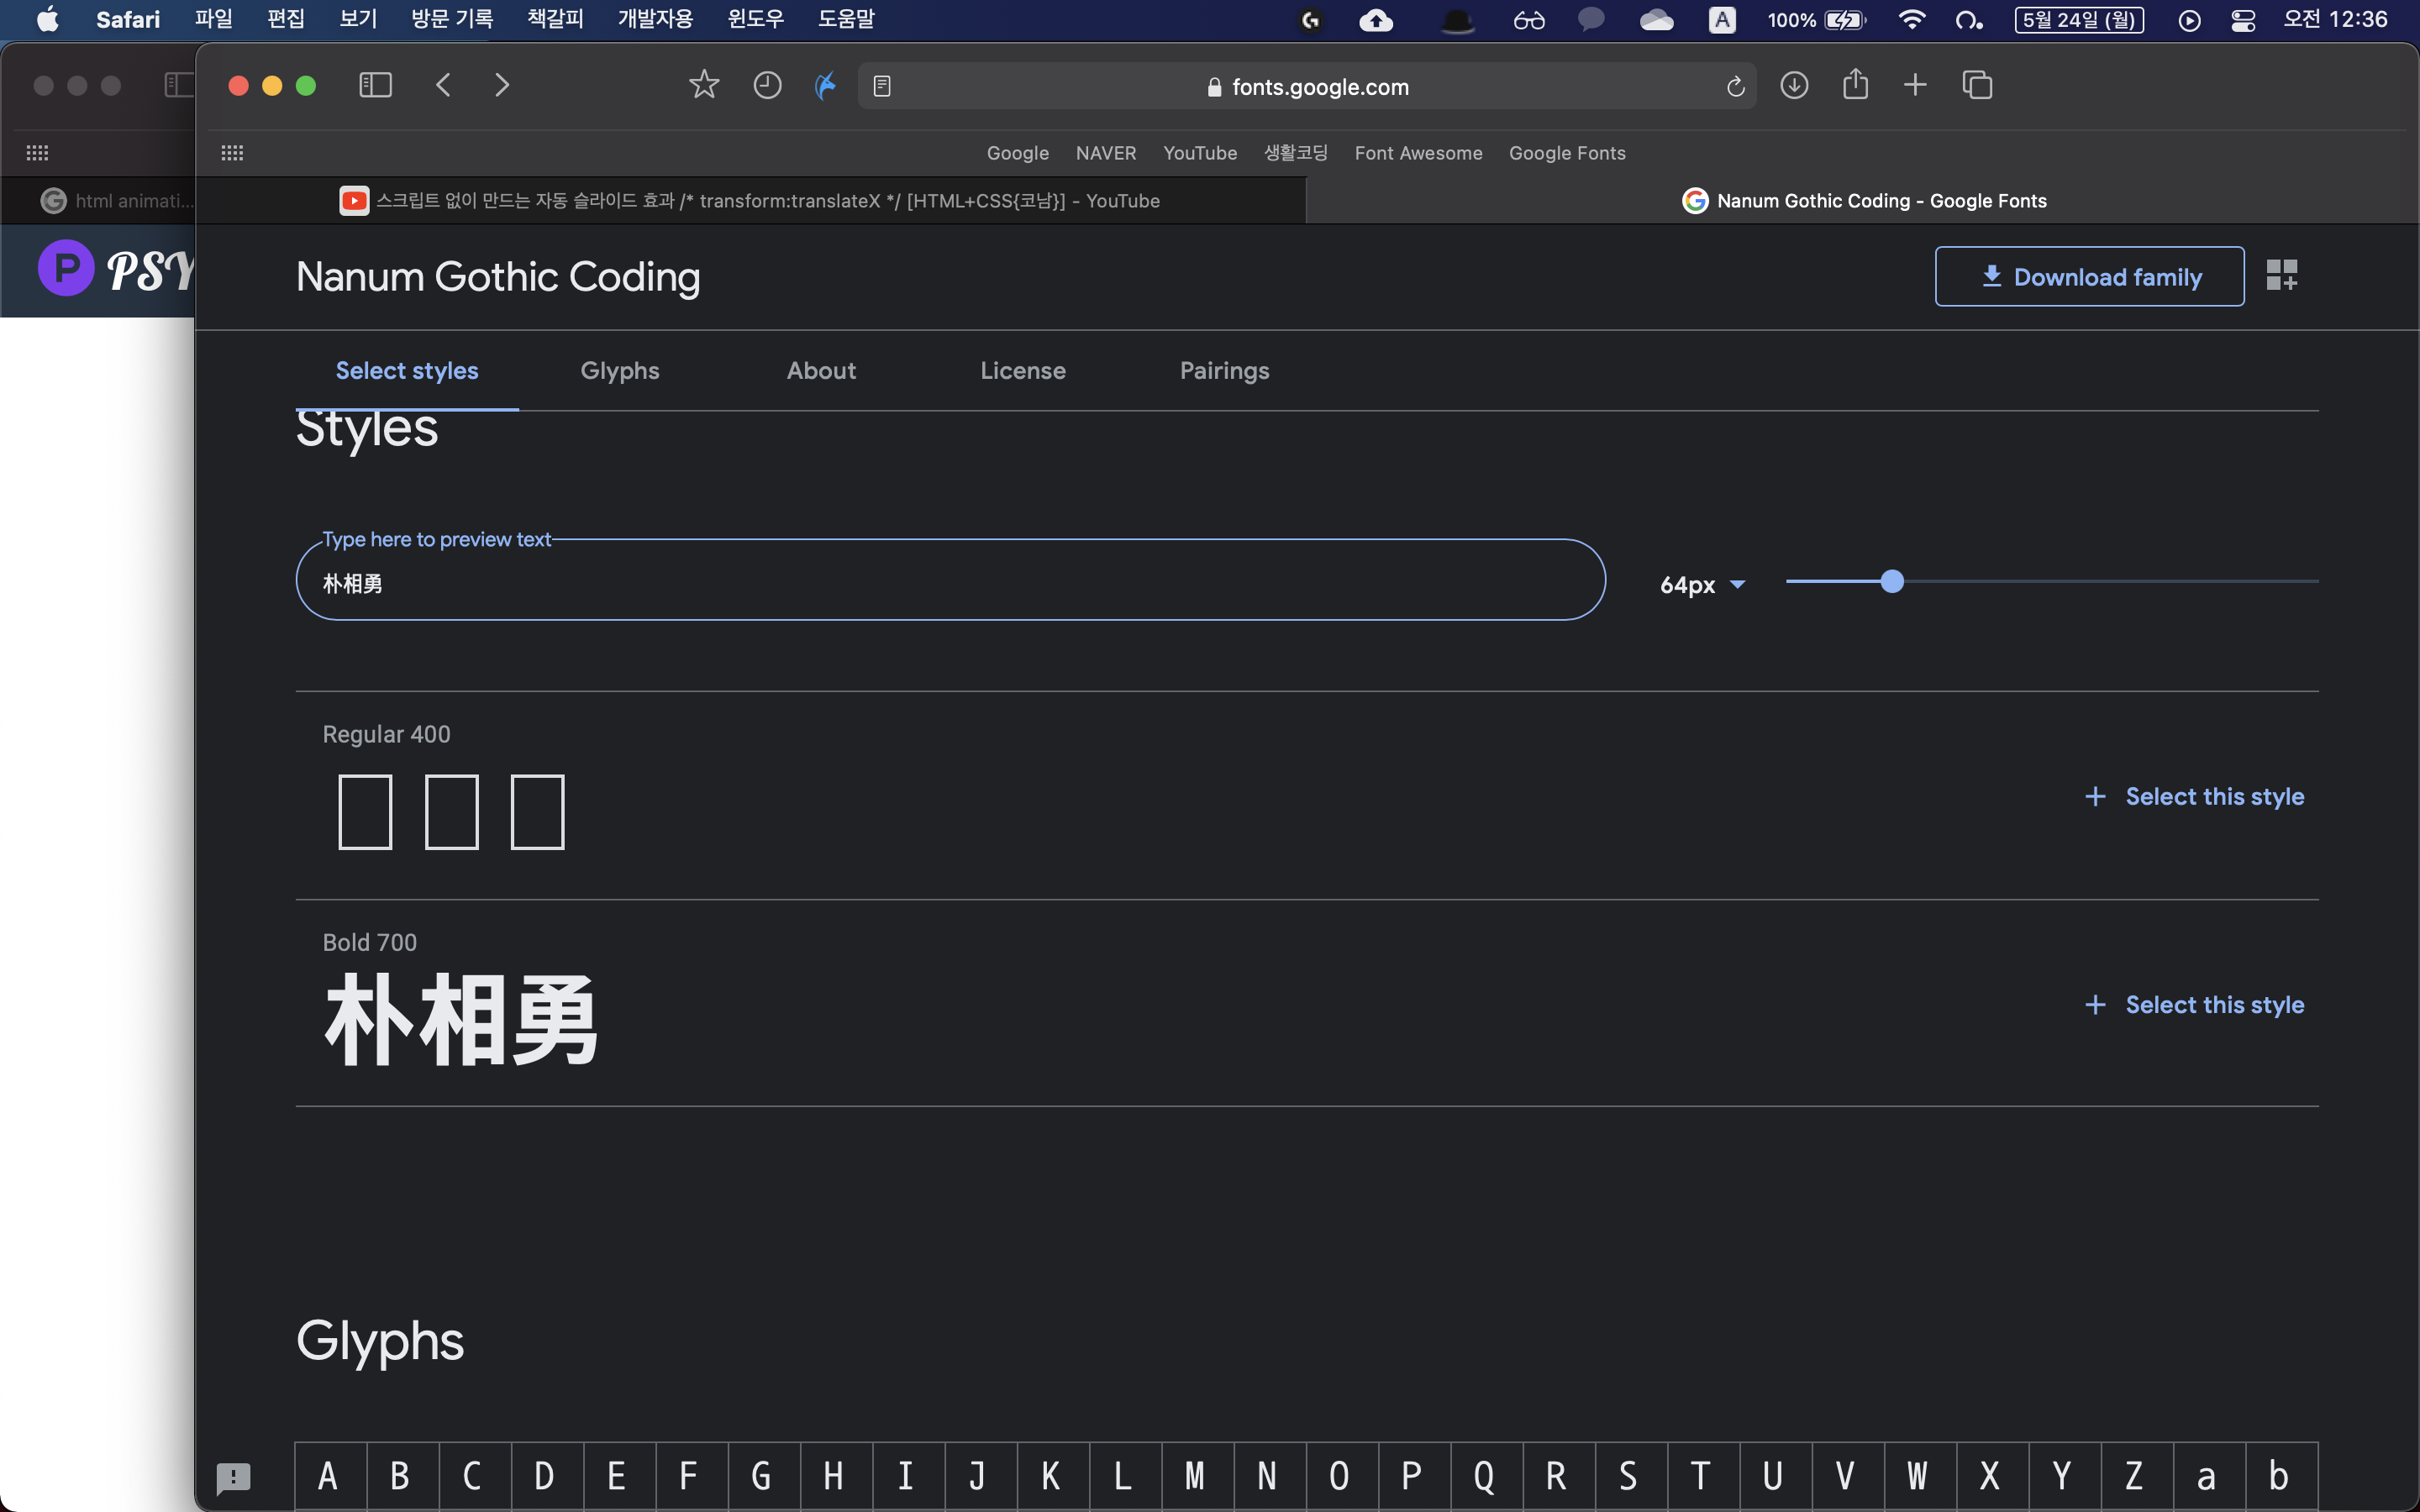 Safari 파일 편집 보기 방문 기록 책갈피 개발자용 윈도우 도움말 A 100% 5월 24일 (월) 오전 12:36
fonts.google.com
Google NAVER YouTube 생활코딩 Font Awesome Google Fonts
html animati... 스크립트 없이 만드는 자동 슬라이드 효과 /* transform:translateX */ [HTML+CSS{코남}] - YouTube Nanum Gothic Coding - Google Fonts
P PSY
Nanum Gothic Coding Download family
Select styles Glyphs About License Pairings
Styles
Type here to preview text
朴相勇 64px
Regular 400
Select this style
Bold 700
朴相勇 Select this style
Glyphs
A B C D E F G H I J K L M N O P Q R S T U V W X Y Z a b